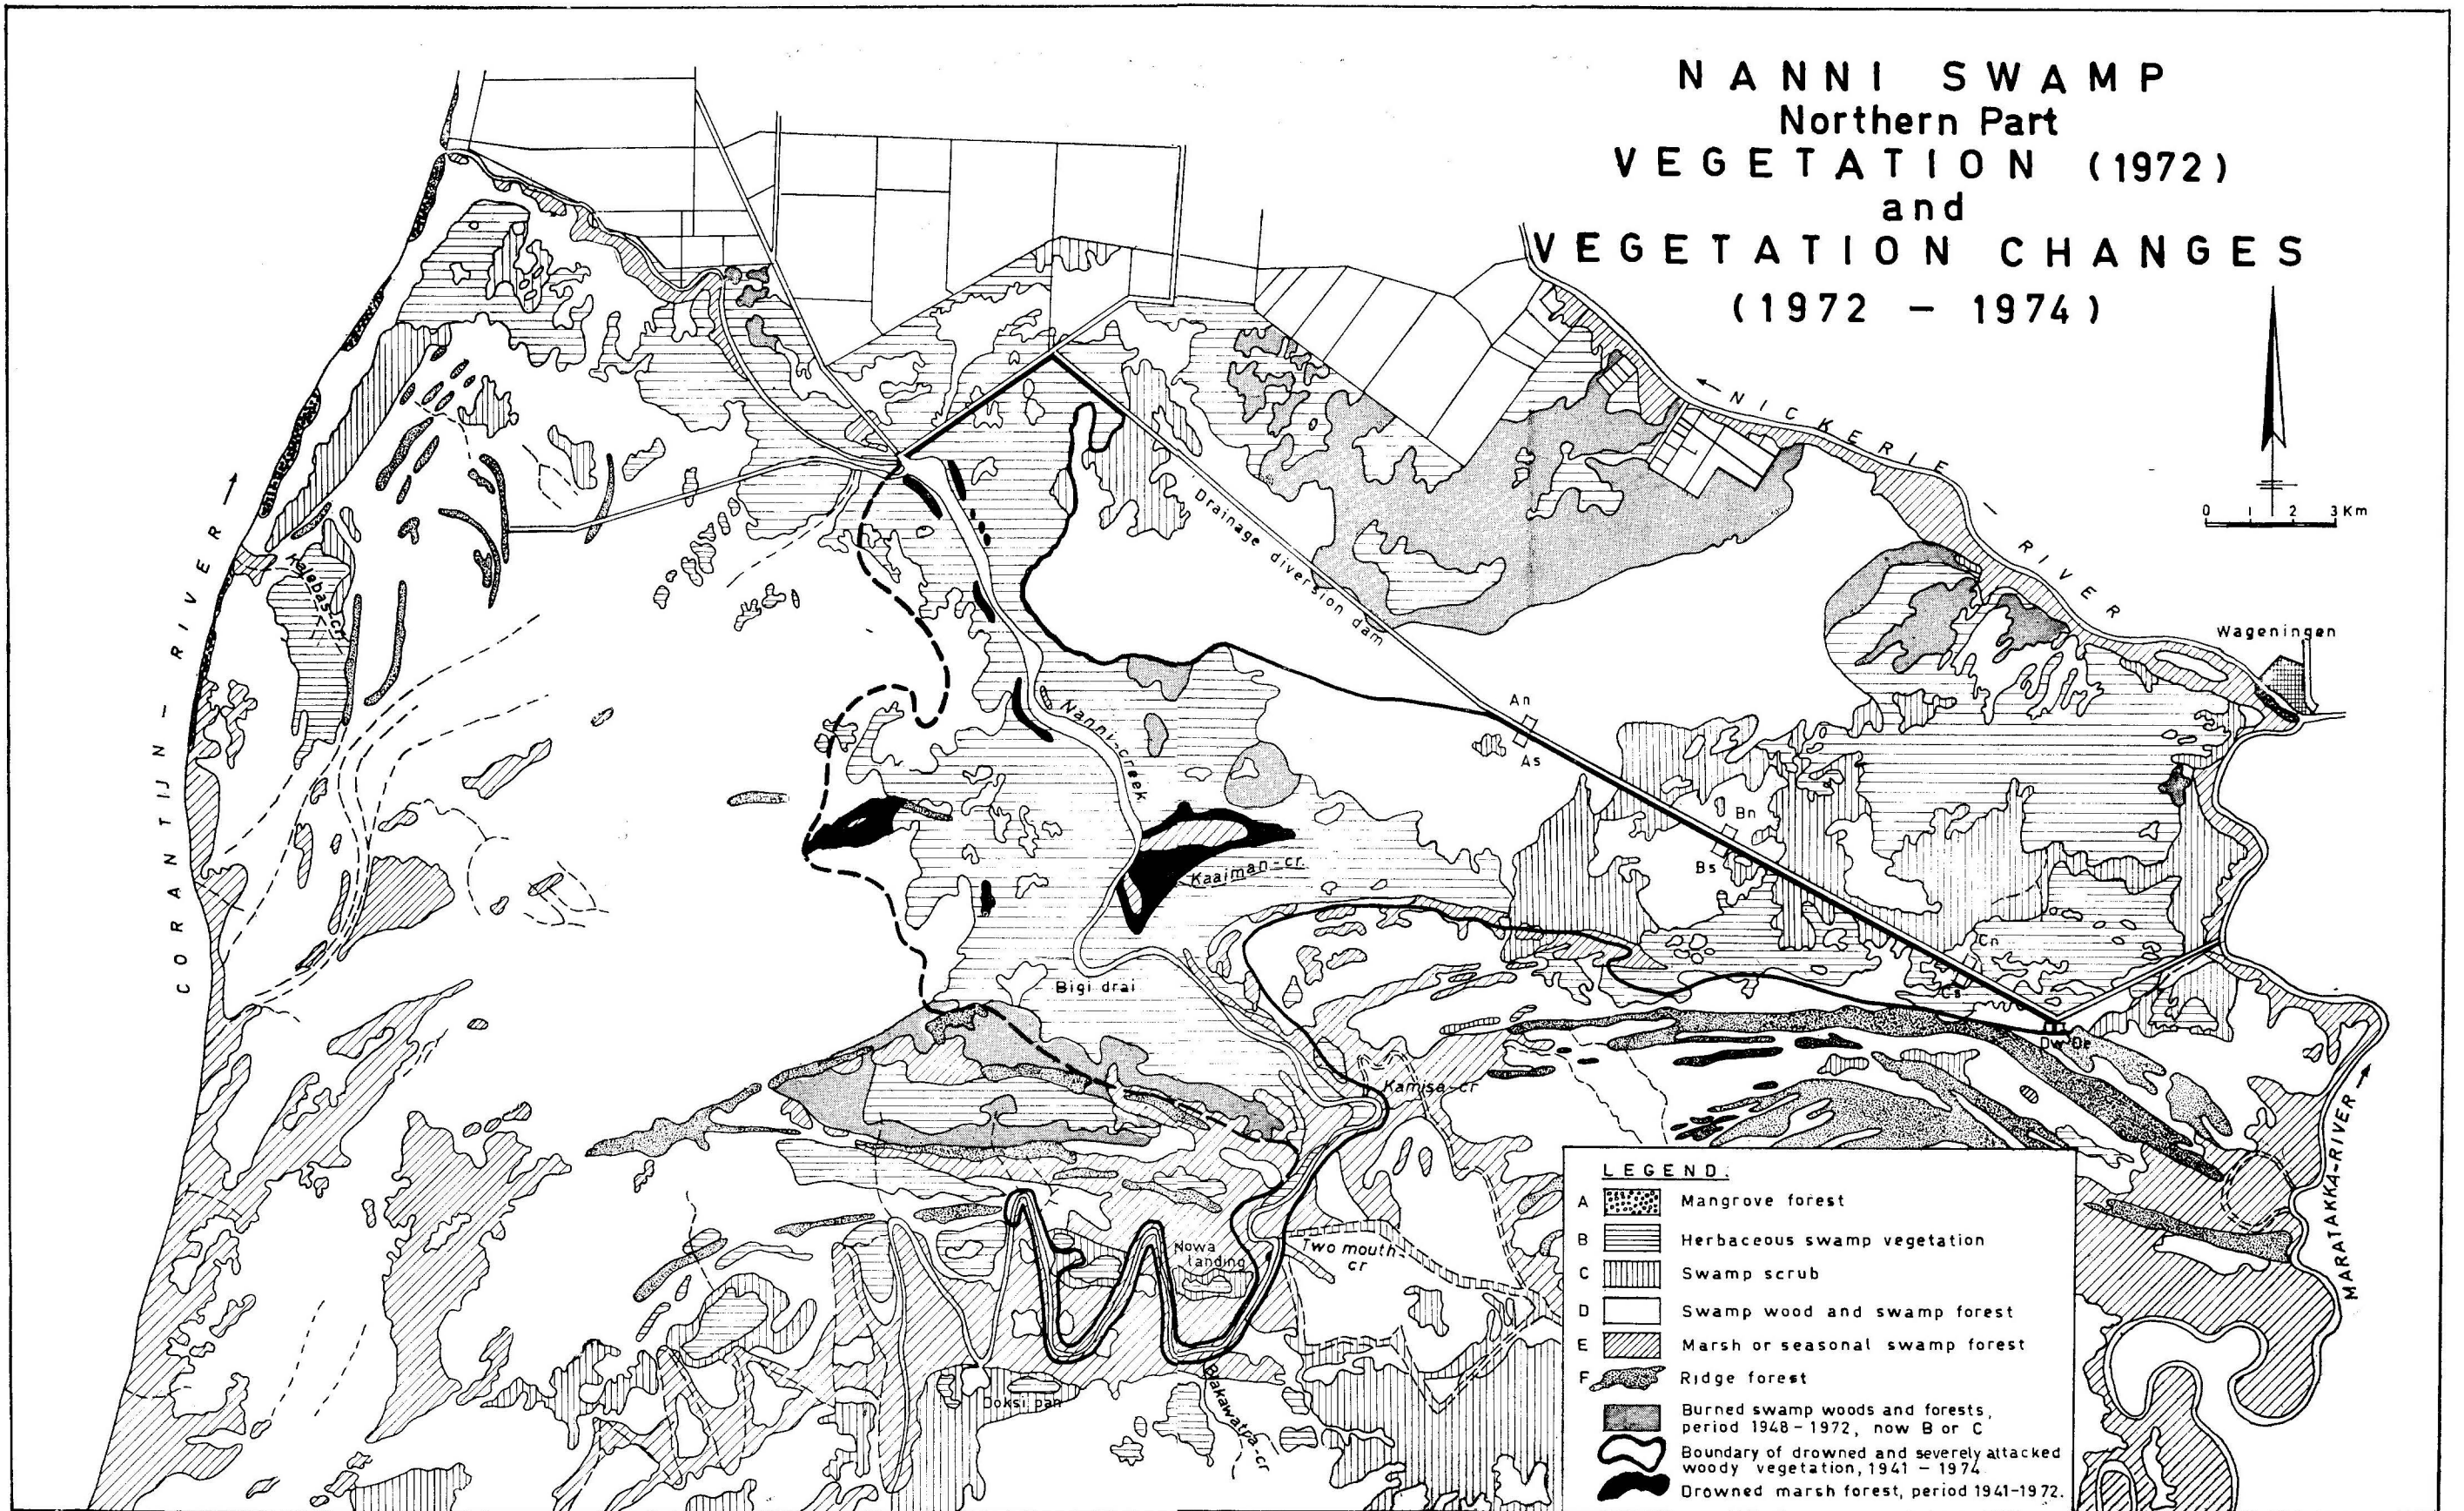 NANNI SWAMP
Northern Part
VEGETATION (1972)
and
VEGETATION CHANGES
(1972 - 1974)
NICKERIE - RIVER
0 1 2 3 Km
CORANTIJN - RIVER
Kalebas-cr.
Drainage diversion dam
Wageningen
An
As
Nanni-creek
Bn
Bs
Kaaiman-cr.
Cn
Cs
Bigi drai
Dw De
Kamisa-cr
MARATAKKA-RIVER
Nowa
landing
Two mouth
cr
Doksi pan
LEGEND:
A Mangrove forest
B Herbaceous swamp vegetation
C Swamp scrub
D Swamp wood and swamp forest
E Marsh or seasonal swamp forest
F Ridge forest
Burned swamp woods and forests,
period 1948-1972, now B or C
Boundary of drowned and severely attacked
woody vegetation, 1941 - 1974
Drowned marsh forest, period 1941-1972.